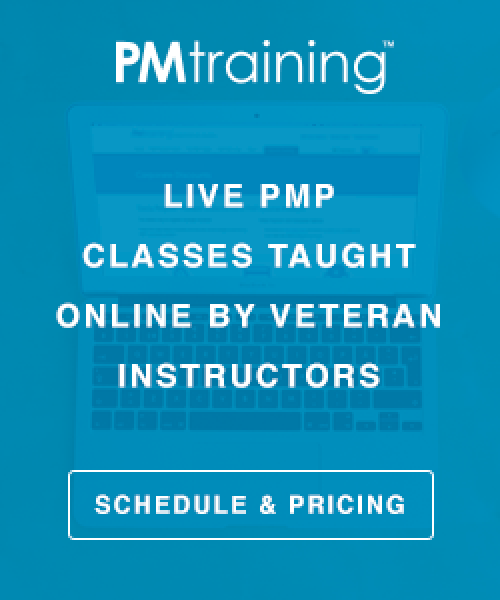 PMtraining™
LIVE PMP
CLASSES TAUGHT
ONLINE BY VETERAN
INSTRUCTORS
SCHEDULE & PRICING